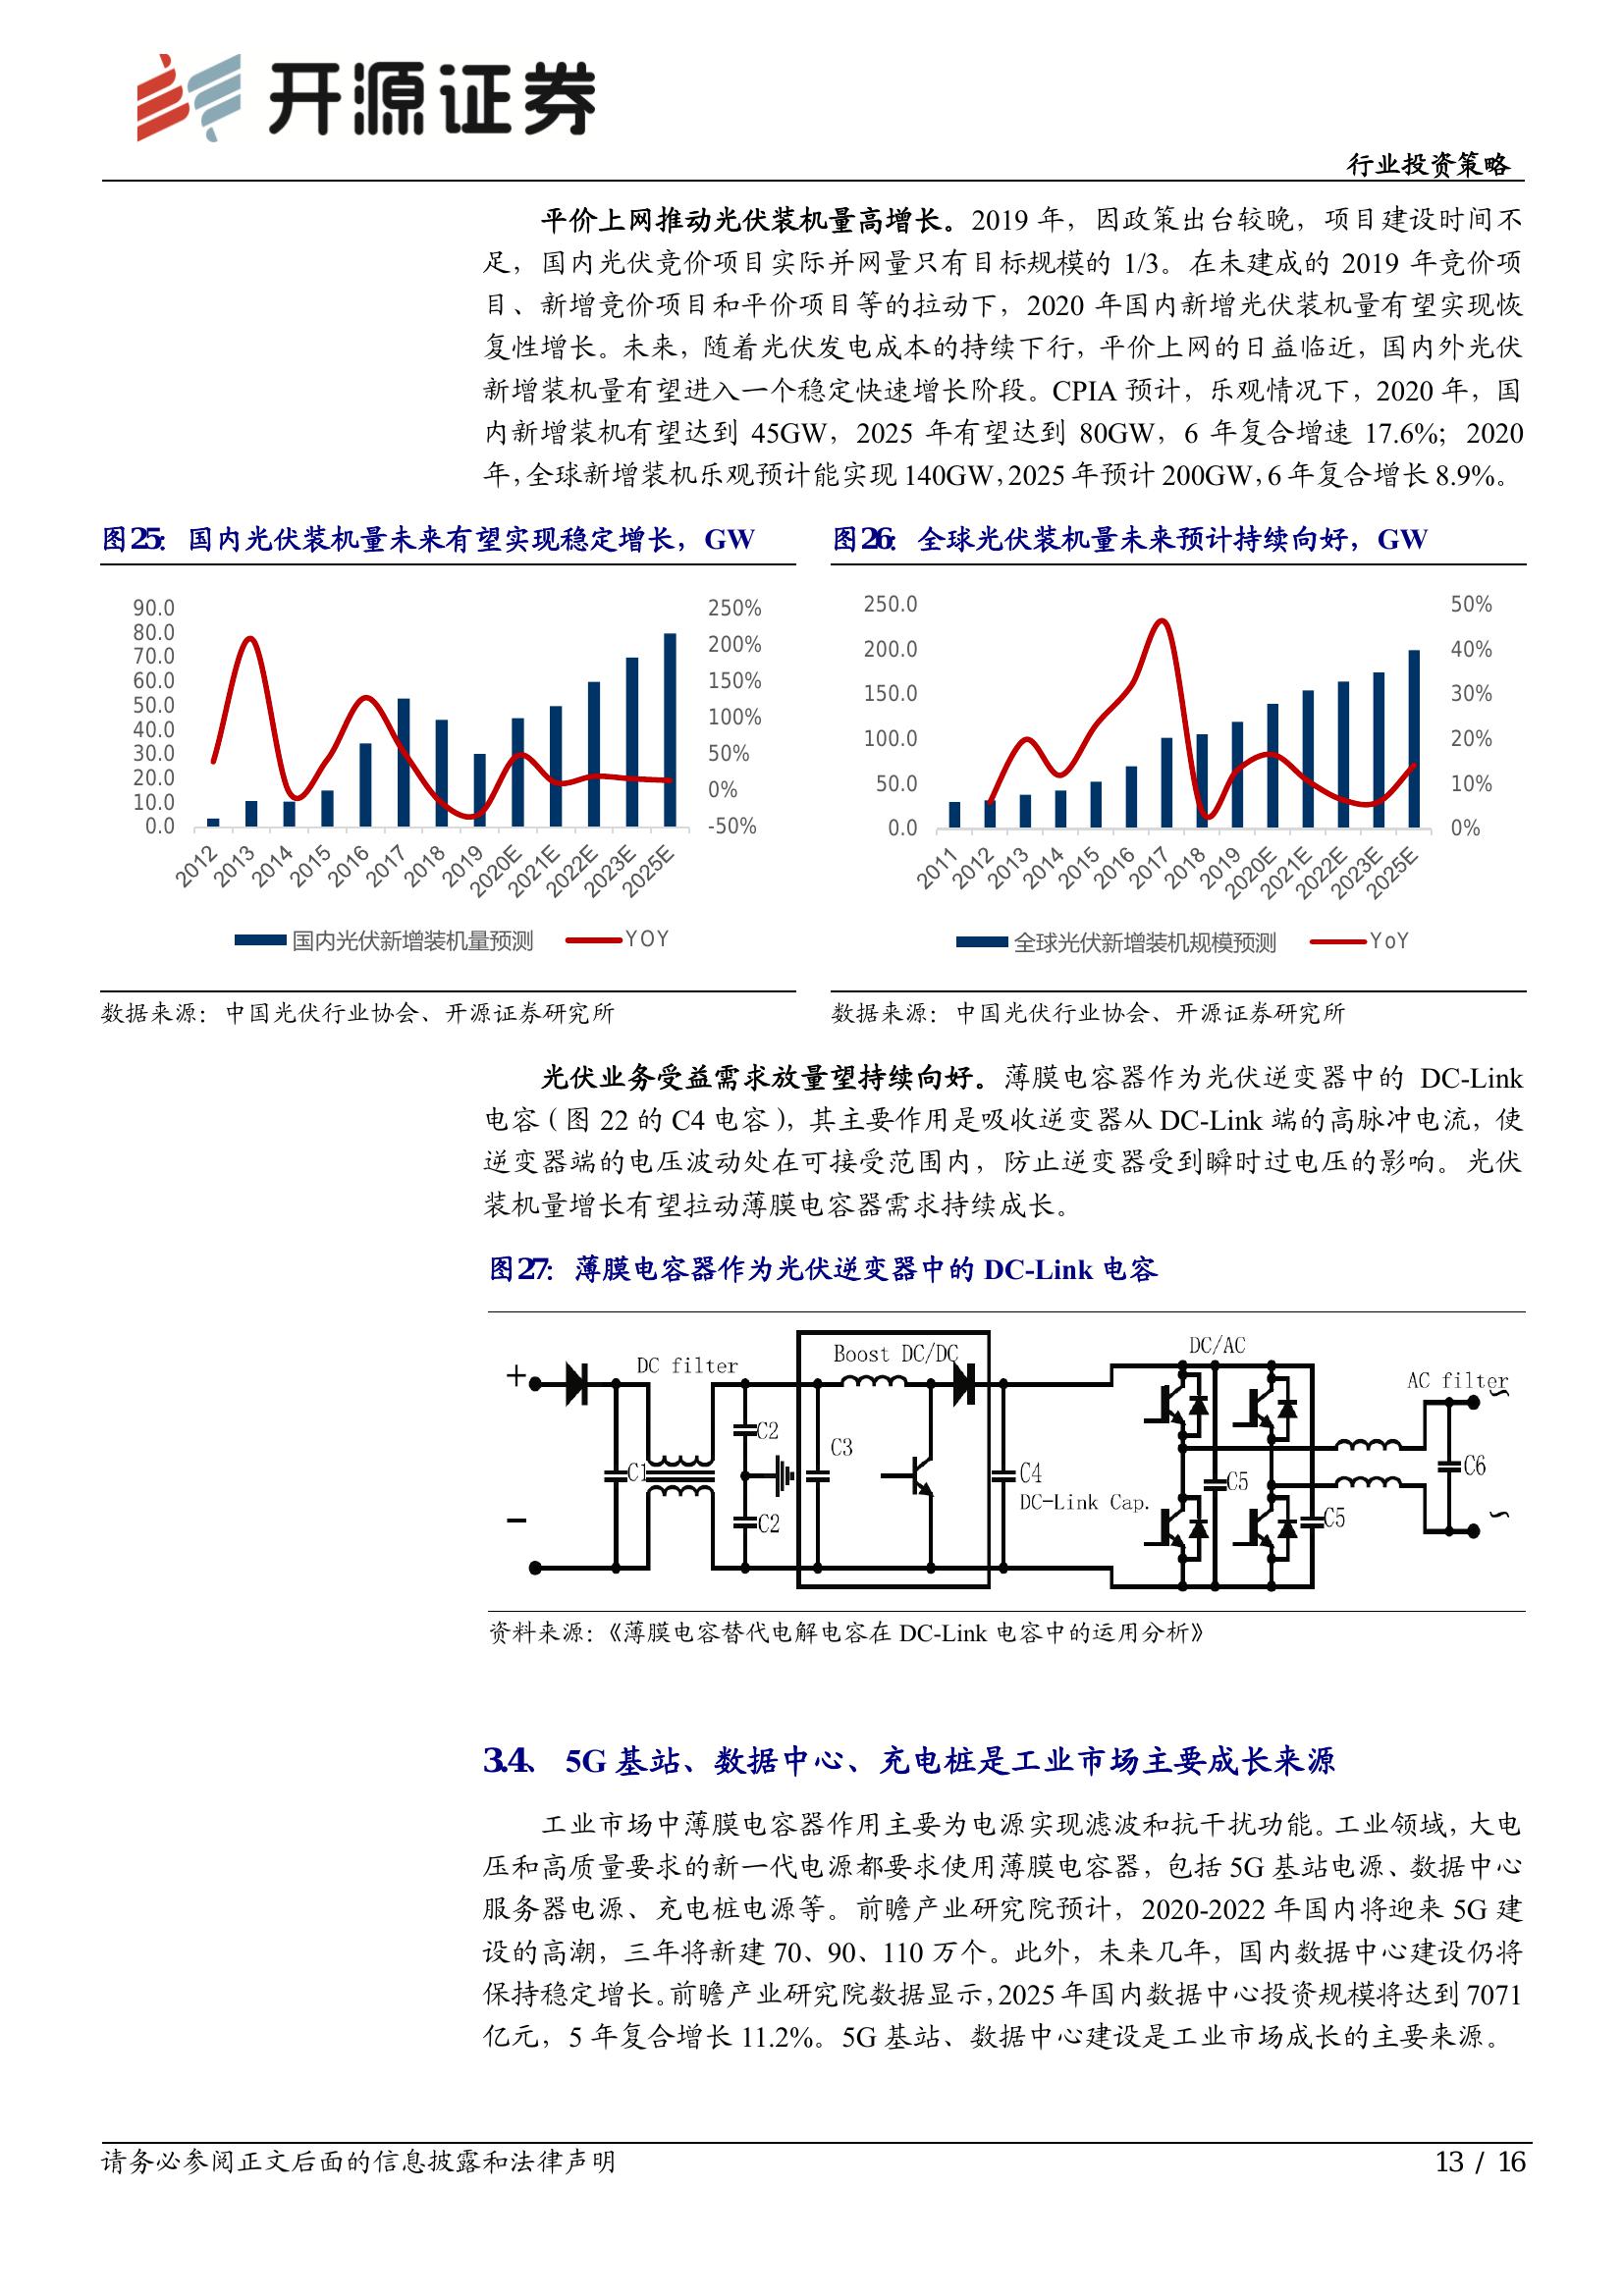 开源证券
行业投资策略
平价上网推动光伏装机量高增长。2019 年，因政策出台较晚，项目建设时间不
足，国内光伏竞价项目实际并网量只有目标规模的 1/3。在未建成的 2019 年竞价项
目、新增竞价项目和平价项目等的拉动下，2020 年国内新增光伏装机量有望实现恢
复性增长。未来，随着光伏发电成本的持续下行，平价上网的日益临近，国内外光伏
新增装机量有望进入一个稳定快速增长阶段。CPIA 预计，乐观情况下，2020 年，国
内新增装机有望达到 45GW，2025 年有望达到 80GW，6 年复合增速 17.6%；2020
年，全球新增装机乐观预计能实现 140GW，2025 年预计 200GW，6 年复合增长 8.9%。
图25：国内光伏装机量未来有望实现稳定增长，GW
90.0
80.0
70.0
60.0
50.0
40.0
30.0
20.0
10.0
0.0
250%
200%
150%
100%
50%
0%
-50%
2012
2013
2014
2015
2016
2017
2018
2019
2020E
2021E
2022E
2023E
2025E
国内光伏新增装机量预测
YOY
数据来源：中国光伏行业协会、开源证券研究所
图26：全球光伏装机量未来预计持续向好，GW
250.0
200.0
150.0
100.0
50.0
0.0
50%
40%
30%
20%
10%
0%
2011
2012
2013
2014
2015
2016
2017
2018
2019
2020E
2021E
2022E
2023E
2025E
全球光伏新增装机规模预测
YoY
数据来源：中国光伏行业协会、开源证券研究所
光伏业务受益需求放量望持续向好。薄膜电容器作为光伏逆变器中的 DC-Link
电容（图 22 的 C4 电容），其主要作用是吸收逆变器从 DC-Link 端的高脉冲电流，使
逆变器端的电压波动处在可接受范围内，防止逆变器受到瞬时过电压的影响。光伏
装机量增长有望拉动薄膜电容器需求持续成长。
图27：薄膜电容器作为光伏逆变器中的 DC-Link 电容
+
−
DC filter
Boost DC/DC
DC/AC
AC filter
~
C1
C2
C2
C3
C4
DC-Link Cap.
C5
C5
C6
~
资料来源：《薄膜电容替代电解电容在 DC-Link 电容中的运用分析》
3.4、 5G 基站、数据中心、充电桩是工业市场主要成长来源
工业市场中薄膜电容器作用主要为电源实现滤波和抗干扰功能。工业领域，大电
压和高质量要求的新一代电源都要求使用薄膜电容器，包括 5G 基站电源、数据中心
服务器电源、充电桩电源等。前瞻产业研究院预计，2020-2022 年国内将迎来 5G 建
设的高潮，三年将新建 70、90、110 万个。此外，未来几年，国内数据中心建设仍将
保持稳定增长。前瞻产业研究院数据显示，2025 年国内数据中心投资规模将达到 7071
亿元，5 年复合增长 11.2%。5G 基站、数据中心建设是工业市场成长的主要来源。
请务必参阅正文后面的信息披露和法律声明
13 / 16